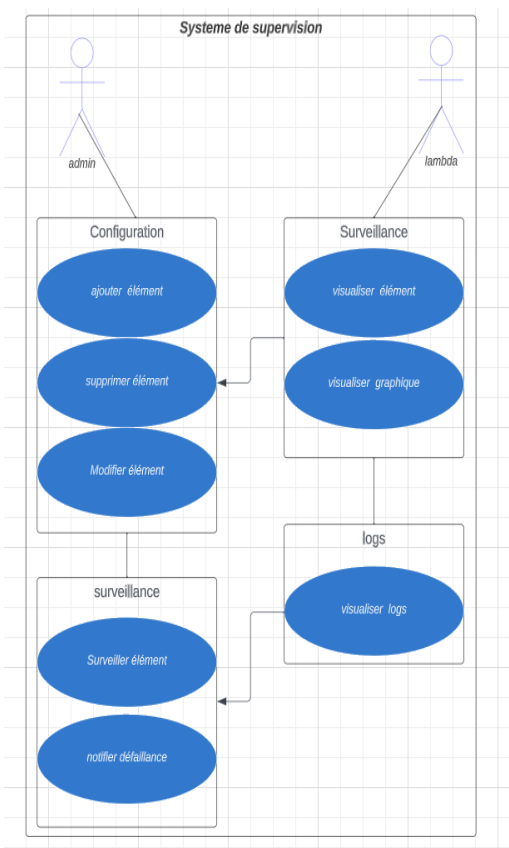 Systeme de supervision
admin
lambda
Configuration
ajouter élément
supprimer élément
Modifier élément
Surveillance
visualiser élément
visualiser graphique
surveillance
Surveiller élément
notifier défaillance
logs
visualiser logs